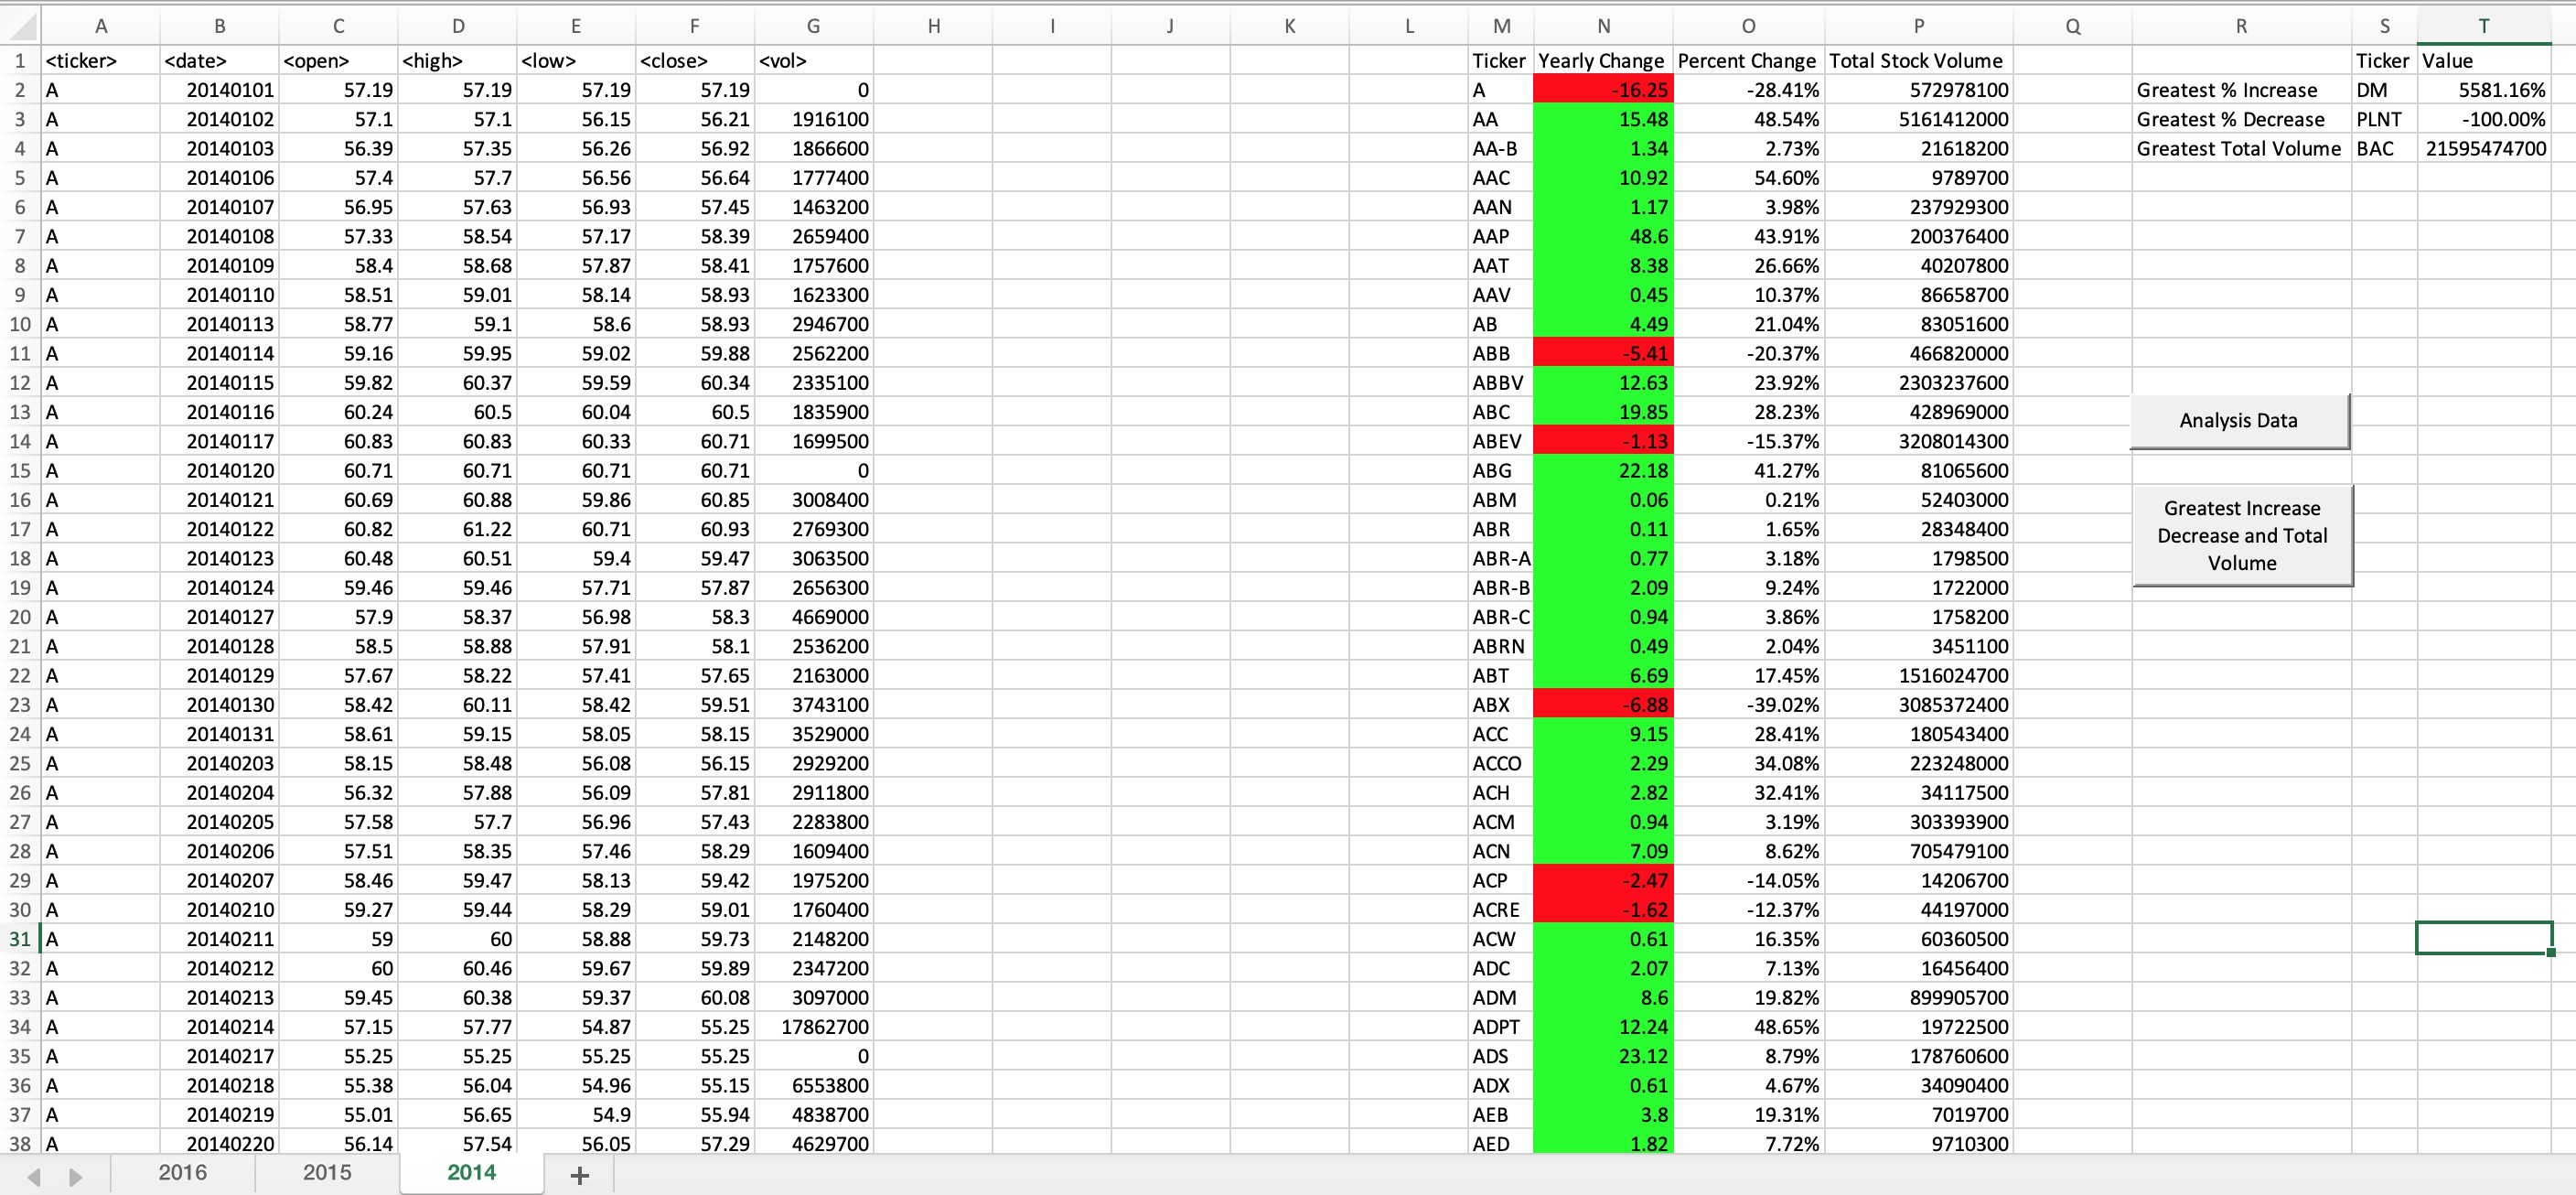 A B C D E F G H I J K L M N O P Q R S T
1 <ticker> <date> <open> <high> <low> <close> <vol> Ticker Yearly Change Percent Change Total Stock Volume Ticker Value
2 A 20140101 57.19 57.19 57.19 57.19 0 A -16.25 -28.41% 572978100 Greatest % Increase DM 5581.16%
3 A 20140102 57.1 57.1 56.15 56.21 1916100 AA 15.48 48.54% 5161412000 Greatest % Decrease PLNT -100.00%
4 A 20140103 56.39 57.35 56.26 56.92 1866600 AA-B 1.34 2.73% 21618200 Greatest Total Volume BAC 21595474700
5 A 20140106 57.4 57.7 56.56 56.64 1777400 AAC 10.92 54.60% 9789700
6 A 20140107 56.95 57.63 56.93 57.45 1463200 AAN 1.17 3.98% 237929300
7 A 20140108 57.33 58.54 57.17 58.39 2659400 AAP 48.6 43.91% 200376400
8 A 20140109 58.4 58.68 57.87 58.41 1757600 AAT 8.38 26.66% 40207800
9 A 20140110 58.51 59.01 58.14 58.93 1623300 AAV 0.45 10.37% 86658700
10 A 20140113 58.77 59.1 58.6 58.93 2946700 AB 4.49 21.04% 83051600
11 A 20140114 59.16 59.95 59.02 59.88 2562200 ABB -5.41 -20.37% 466820000
12 A 20140115 59.82 60.37 59.59 60.34 2335100 ABBV 12.63 23.92% 2303237600
13 A 20140116 60.24 60.5 60.04 60.5 1835900 ABC 19.85 28.23% 428969000
Analysis Data
14 A 20140117 60.83 60.83 60.33 60.71 1699500 ABEV -1.13 -15.37% 3208014300
15 A 20140120 60.71 60.71 60.71 60.71 0 ABG 22.18 41.27% 81065600
16 A 20140121 60.69 60.88 59.86 60.85 3008400 ABM 0.06 0.21% 52403000
Greatest Increase
17 A 20140122 60.82 61.22 60.71 60.93 2769300 ABR 0.11 1.65% 28348400
Decrease and Total
18 A 20140123 60.48 60.51 59.4 59.47 3063500 ABR-A 0.77 3.18% 1798500
Volume
19 A 20140124 59.46 59.46 57.71 57.87 2656300 ABR-B 2.09 9.24% 1722000
20 A 20140127 57.9 58.37 56.98 58.3 4669000 ABR-C 0.94 3.86% 1758200
21 A 20140128 58.5 58.88 57.91 58.1 2536200 ABRN 0.49 2.04% 3451100
22 A 20140129 57.67 58.22 57.41 57.65 2163000 ABT 6.69 17.45% 1516024700
23 A 20140130 58.42 60.11 58.42 59.51 3743100 ABX -6.88 -39.02% 3085372400
24 A 20140131 58.61 59.15 58.05 58.15 3529000 ACC 9.15 28.41% 180543400
25 A 20140203 58.15 58.48 56.08 56.15 2929200 ACCO 2.29 34.08% 223248000
26 A 20140204 56.32 57.88 56.09 57.81 2911800 ACH 2.82 32.41% 34117500
27 A 20140205 57.58 57.7 56.96 57.43 2283800 ACM 0.94 3.19% 303393900
28 A 20140206 57.51 58.35 57.46 58.29 1609400 ACN 7.09 8.62% 705479100
29 A 20140207 58.46 59.47 58.13 59.42 1975200 ACP -2.47 -14.05% 14206700
30 A 20140210 59.27 59.44 58.29 59.01 1760400 ACRE -1.62 -12.37% 44197000
31 A 20140211 59 60 58.88 59.73 2148200 ACW 0.61 16.35% 60360500
32 A 20140212 60 60.46 59.67 59.89 2347200 ADC 2.07 7.13% 16456400
33 A 20140213 59.45 60.38 59.37 60.08 3097000 ADM 8.6 19.82% 899905700
34 A 20140214 57.15 57.77 54.87 55.25 17862700 ADPT 12.24 48.65% 19722500
35 A 20140217 55.25 55.25 55.25 55.25 0 ADS 23.12 8.79% 178760600
36 A 20140218 55.38 56.04 54.96 55.15 6553800 ADX 0.61 4.67% 34090400
37 A 20140219 55.01 56.65 54.9 55.94 4838700 AEB 3.8 19.31% 7019700
38 A 20140220 56.14 57.54 56.05 57.29 4629700 AED 1.82 7.72% 9710300
2016 2015 2014 +